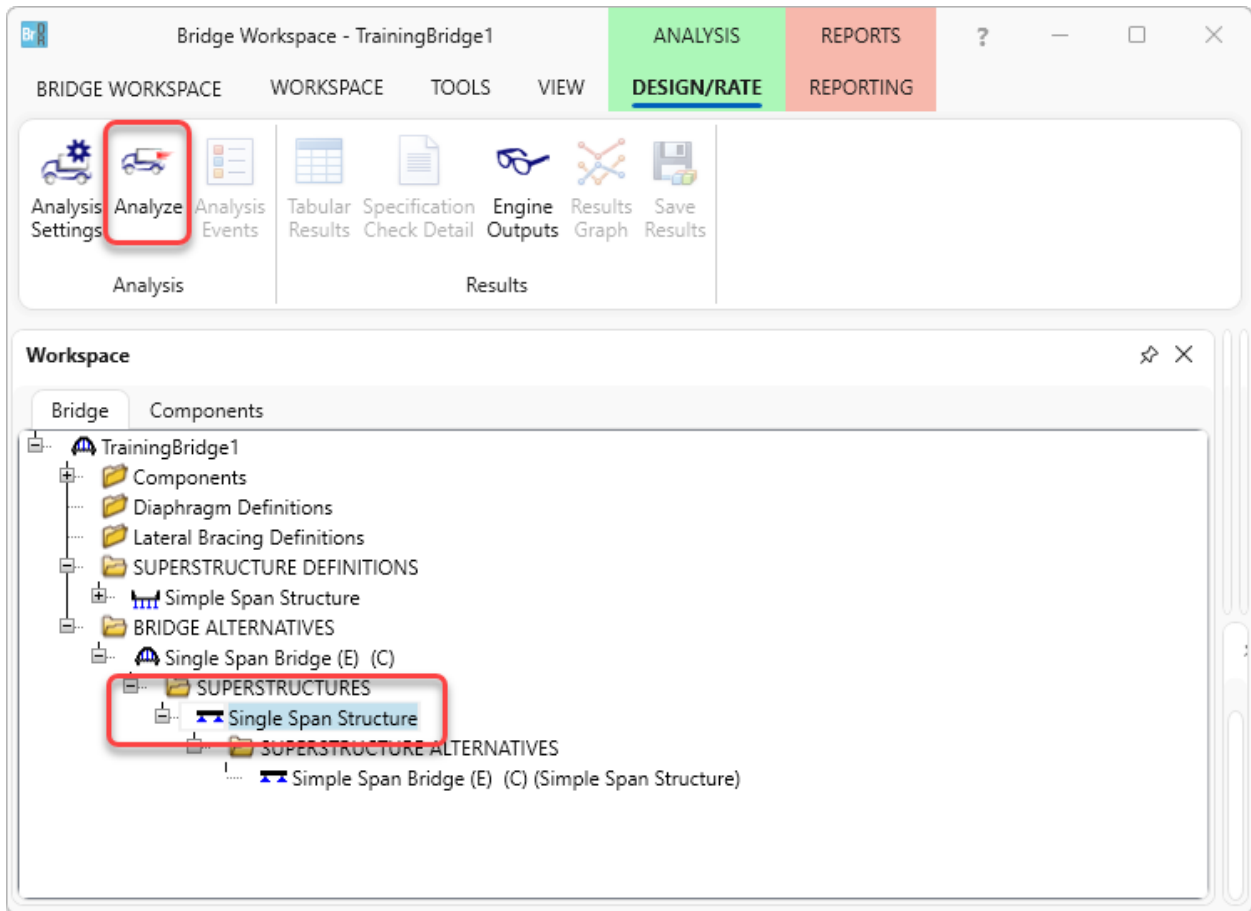 Br DR Bridge Workspace - TrainingBridge1 ANALYSIS REPORTS ?
BRIDGE WORKSPACE WORKSPACE TOOLS VIEW DESIGN/RATE REPORTING
Analysis Analyze Analysis Tabular Specification Engine Results Save
Settings Events Results Check Detail Outputs Graph Results
Analysis Results
Workspace
Bridge Components
TrainingBridge1
Components
Diaphragm Definitions
Lateral Bracing Definitions
SUPERSTRUCTURE DEFINITIONS
Simple Span Structure
BRIDGE ALTERNATIVES
Single Span Bridge (E) (C)
SUPERSTRUCTURES
Single Span Structure
SUPERSTRUCTURE ALTERNATIVES
Simple Span Bridge (E) (C) (Simple Span Structure)